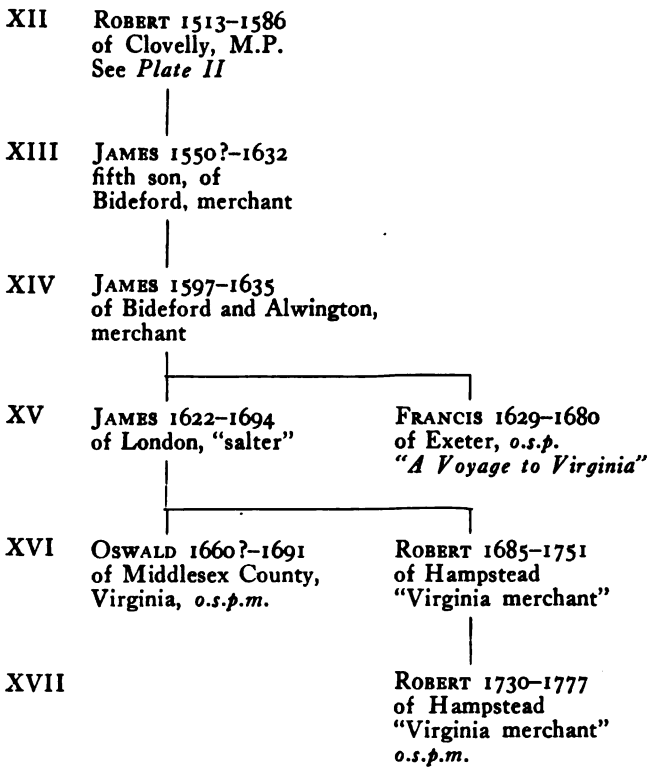 XII ROBERT 1513–1586
of Clovelly, M.P.
See Plate II
XIII JAMES 1550?–1632
fifth son, of
Bideford, merchant
XIV JAMES 1597–1635
of Bideford and Alwington,
merchant
XV JAMES 1622–1694
of London, "salter"
FRANCIS 1629–1680
of Exeter, o.s.p.
"A Voyage to Virginia"
XVI OSWALD 1660?–1691
of Middlesex County,
Virginia, o.s.p.m.
ROBERT 1685–1751
of Hampstead
"Virginia merchant"
XVII ROBERT 1730–1777
of Hampstead
"Virginia merchant"
o.s.p.m.